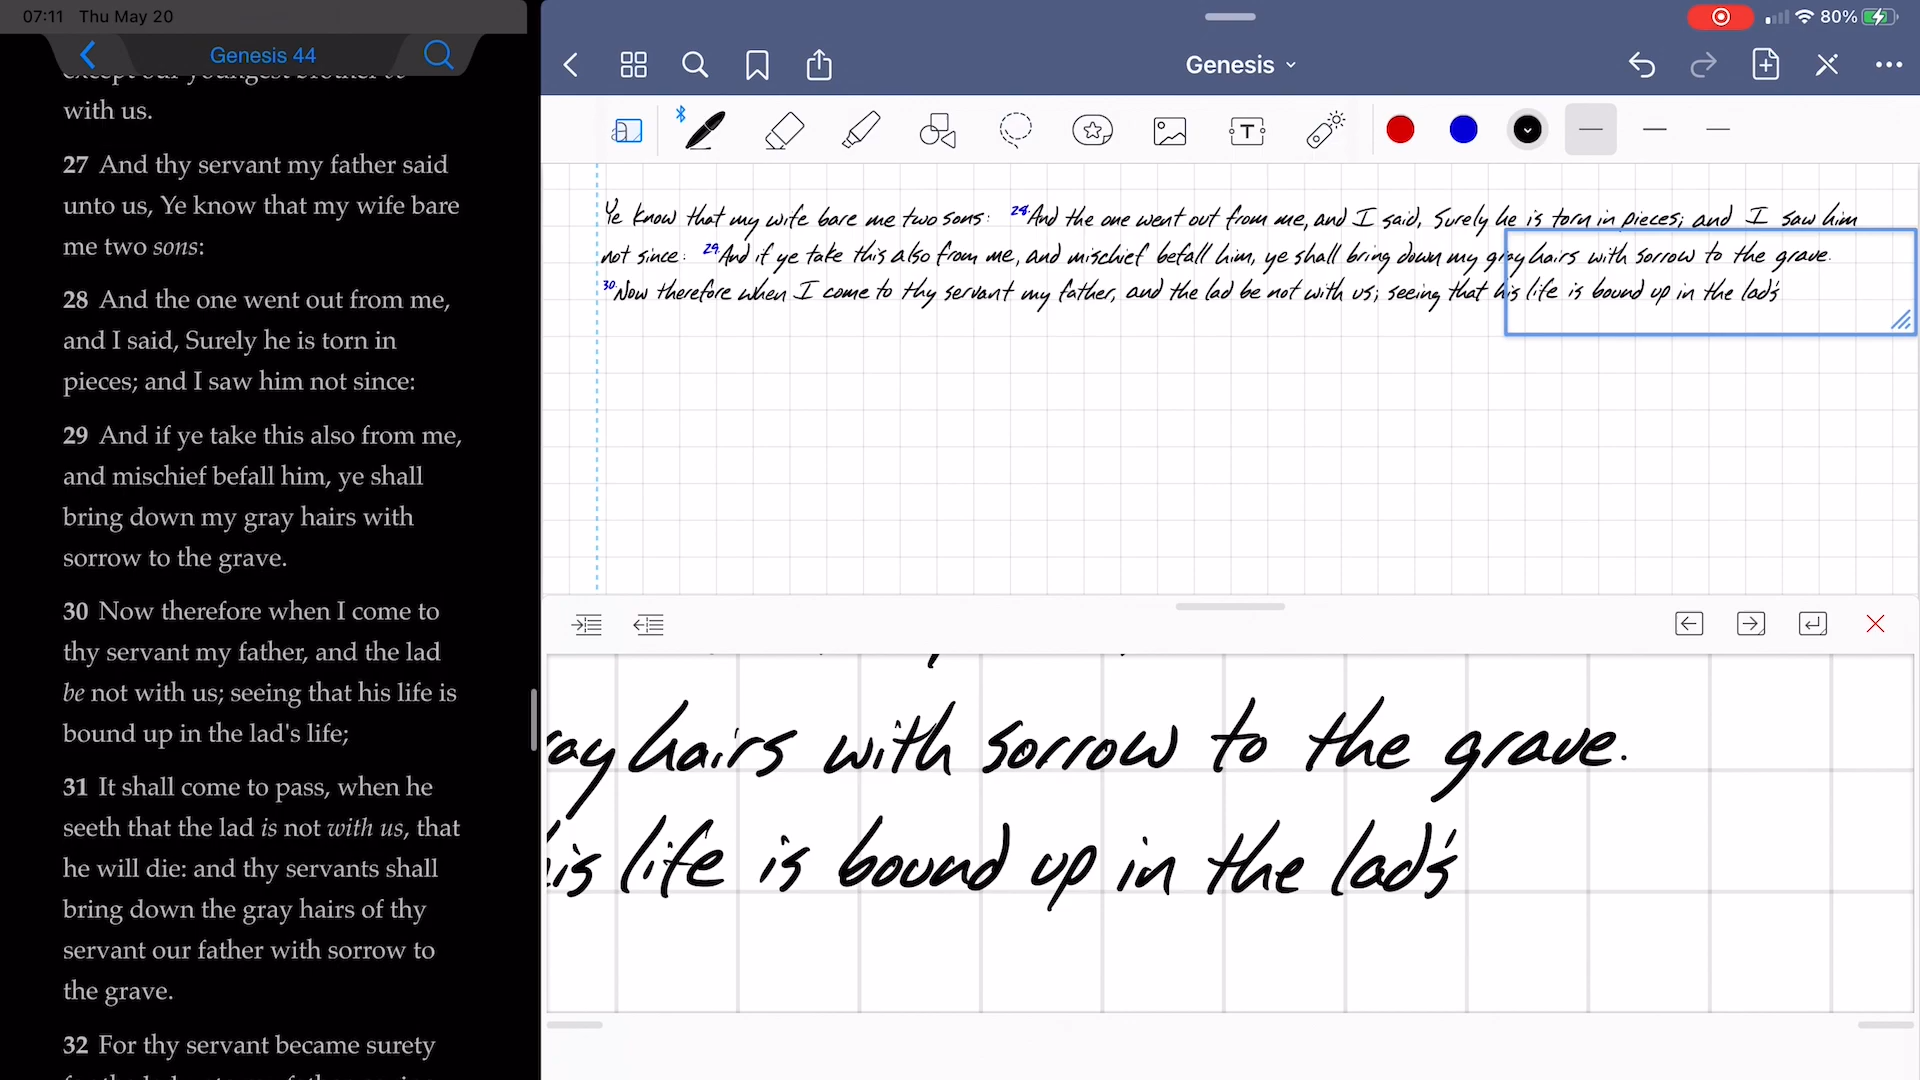 07:11 Thu May 20
Genesis 44
with us.
27 And thy servant my father said
unto us, Ye know that my wife bare
me two sons:
28 And the one went out from me,
and I said, Surely he is torn in
pieces; and I saw him not since:
29 And if ye take this also from me,
and mischief befall him, ye shall
bring down my gray hairs with
sorrow to the grave.
30 Now therefore when I come to
thy servant my father, and the lad
be not with us; seeing that his life is
bound up in the lad's life;
31 It shall come to pass, when he
seeth that the lad is not with us, that
he will die: and thy servants shall
bring down the gray hairs of thy
servant our father with sorrow to
the grave.
32 For thy servant became surety
80%
Genesis
T
Ye know that my wife bare me two sons: 28 And the one went out from me, and I said, Surely he is torn in pieces; and I saw him
not since: 29 And if ye take this also from me, and mischief befall him, ye shall bring down my gray hairs with sorrow to the grave.
30 Now therefore when I come to thy servant my father, and the lad be not with us; seeing that his life is bound up in the lad's
ray hairs with sorrow to the grave.
is life is bound up in the lad's